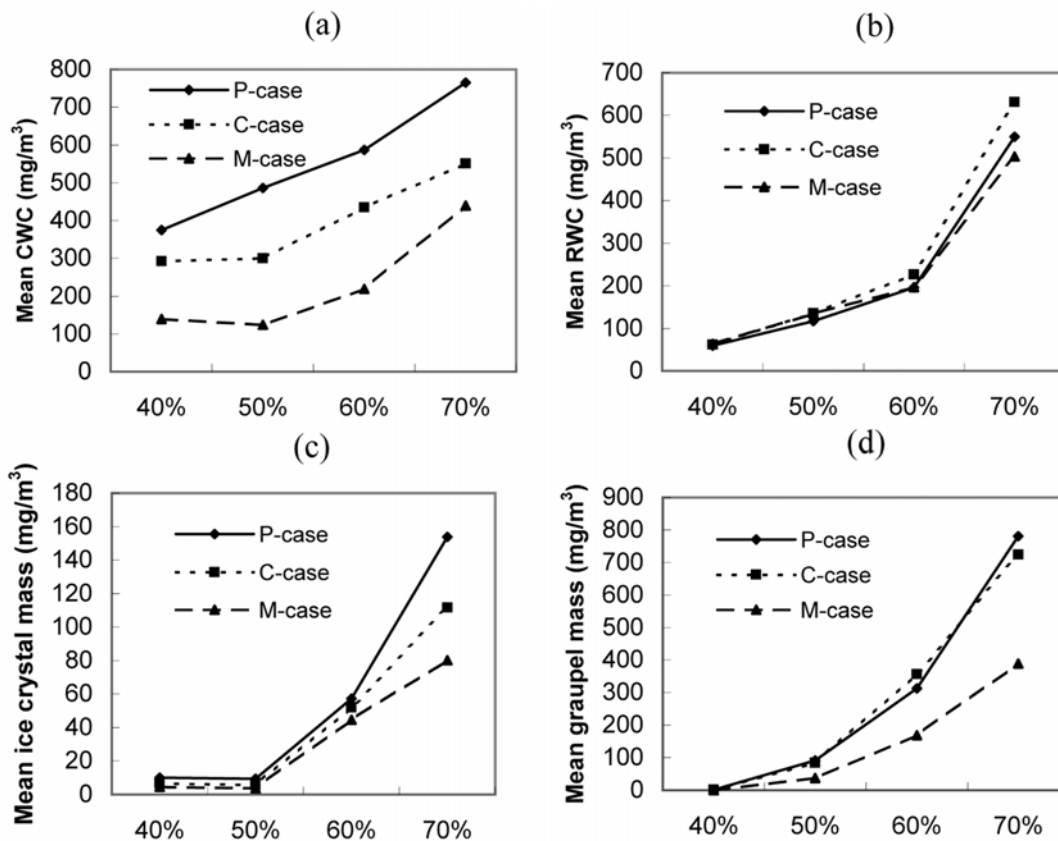 (a)
Mean CWC (mg/m³)
800
700
600
500
400
300
200
100
0
P-case
C-case
M-case
40% 50% 60% 70%
(b)
Mean RWC (mg/m³)
700
600
500
400
300
200
100
0
P-case
C-case
M-case
40% 50% 60% 70%
(c)
Mean ice crystal mass (mg/m³)
180
160
140
120
100
80
60
40
20
0
P-case
C-case
M-case
40% 50% 60% 70%
(d)
Mean graupel mass (mg/m³)
900
800
700
600
500
400
300
200
100
0
P-case
C-case
M-case
40% 50% 60% 70%